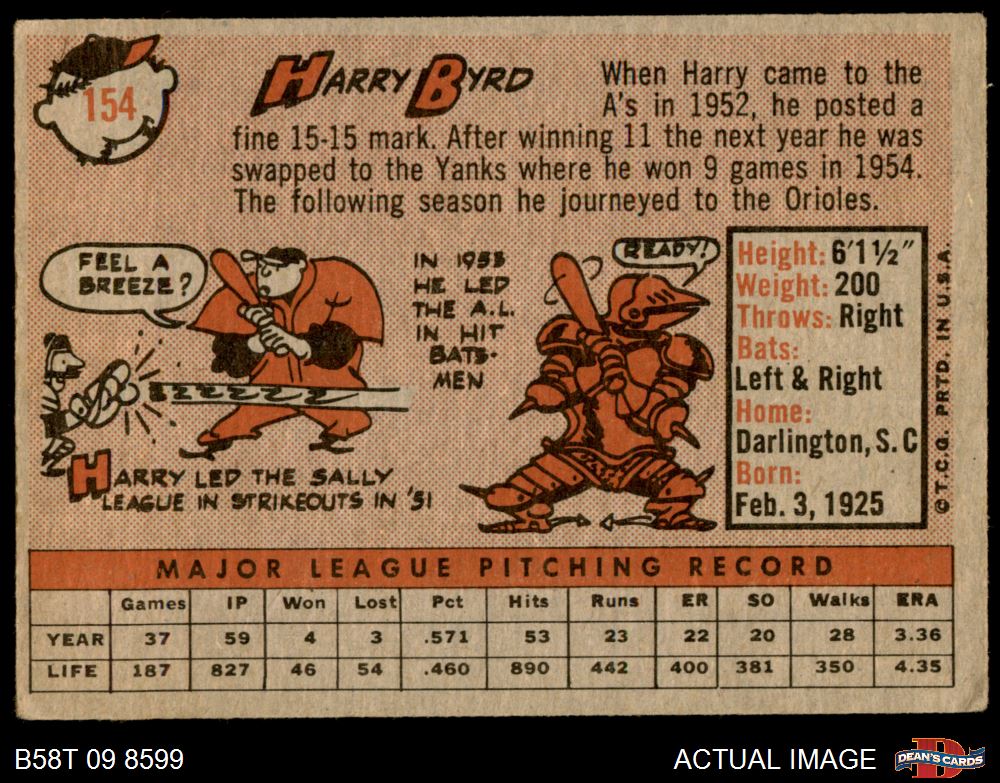 154
HARRY BYRD
When Harry came to the
A's in 1952, he posted a
fine 15-15 mark. After winning 11 the next year he was
swapped to the Yanks where he won 9 games in 1954.
The following season he journeyed to the Orioles.
FEEL A
BREEZE?
HARRY LED THE SALLY
LEAGUE IN STRIKEOUTS IN '51
IN 1953
HE LED
THE A.L.
IN HIT
BATS-
MEN
READY!
Height: 6'1½"
Weight: 200
Throws: Right
Bats:
Left & Right
Home:
Darlington, S.C
Born:
Feb. 3, 1925
© T.C.G. PRTD. IN U.S.A.
MAJOR LEAGUE PITCHING RECORD
Games IP Won Lost Pct Hits Runs ER SO Walks ERA
YEAR 37 59 4 3 .571 53 23 22 20 28 3.36
LIFE 187 827 46 54 .460 890 442 400 381 350 4.35
B58T 09 8599
ACTUAL IMAGE
D
DEAN'S CARDS